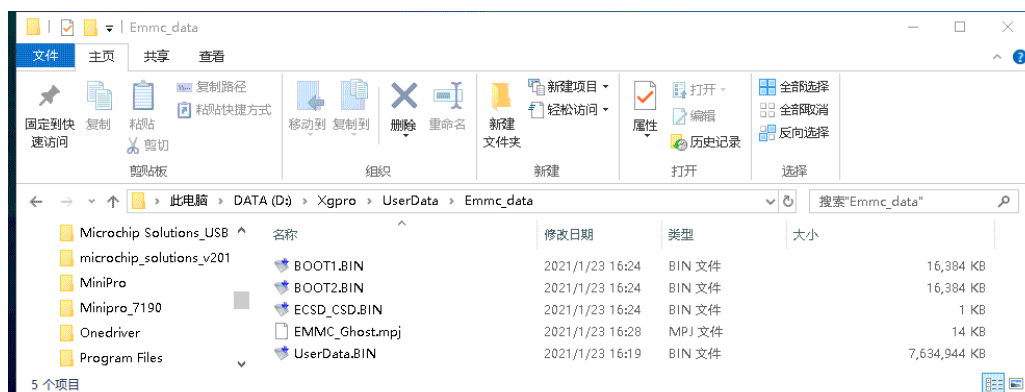 Emmc_data
文件 主页 共享 查看
固定到快速访问 复制 粘贴 复制路径 粘贴快捷方式 剪切 移动到 复制到 删除 重命名 新建文件夹 新建项目 轻松访问 属性 打开 编辑 历史记录 全部选择 全部取消 反向选择
剪贴板 组织 新建 打开 选择
此电脑 › DATA (D:) › Xgpro › UserData › Emmc_data 搜索"Emmc_data"
Microchip Solutions_USB
microchip_solutions_v201
MiniPro
Minipro_7190
Onedriver
Program Files
名称 修改日期 类型 大小
BOOT1.BIN 2021/1/23 16:24 BIN 文件 16,384 KB
BOOT2.BIN 2021/1/23 16:24 BIN 文件 16,384 KB
ECSD_CSD.BIN 2021/1/23 16:24 BIN 文件 1 KB
EMMC_Ghost.mpj 2021/1/23 16:28 MPJ 文件 14 KB
UserData.BIN 2021/1/23 16:19 BIN 文件 7,634,944 KB
5 个项目